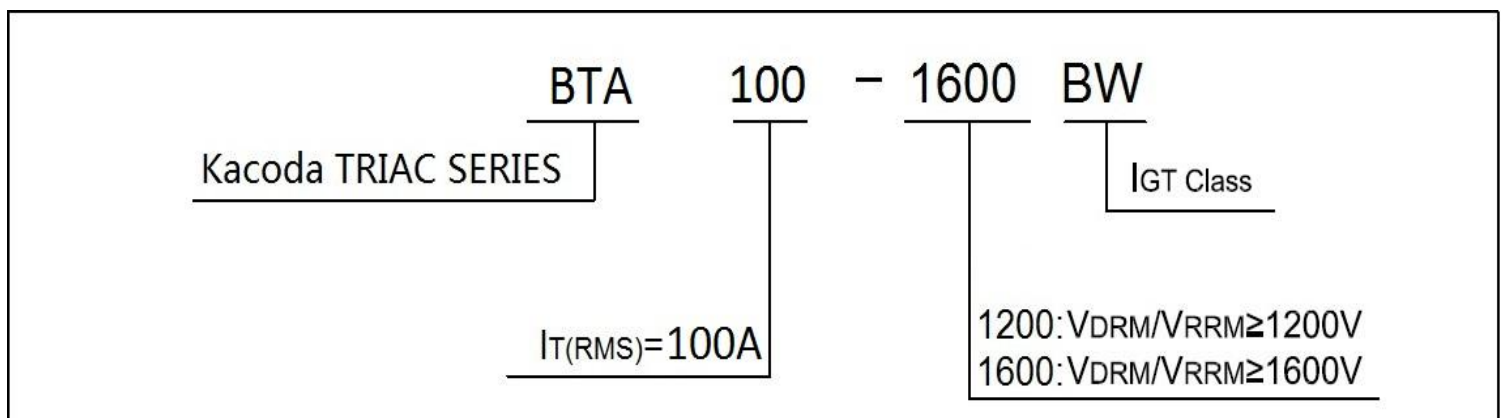 BTA 100 - 1600 BW
Kacoda TRIAC SERIES
IGT Class
IT(RMS)=100A
1200:VDRM/VRRM≥1200V
1600:VDRM/VRRM≥1600V